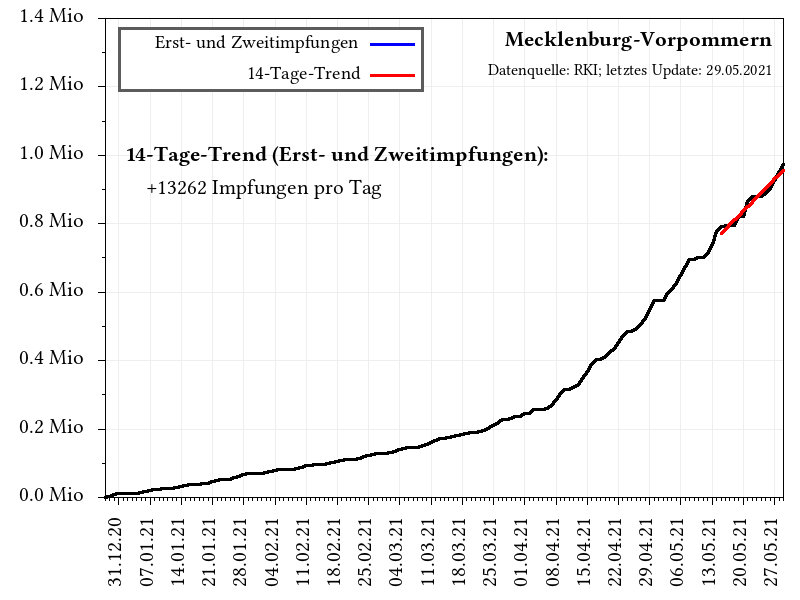 1.4 Mio
1.2 Mio
1.0 Mio
0.8 Mio
0.6 Mio
0.4 Mio
0.2 Mio
0.0 Mio
Erst- und Zweitimpfungen
14-Tage-Trend
Mecklenburg-Vorpommern
Datenquelle: RKI; letztes Update: 29.05.2021
14-Tage-Trend (Erst- und Zweitimpfungen):
+13262 Impfungen pro Tag
31.12.20
07.01.21
14.01.21
21.01.21
28.01.21
04.02.21
11.02.21
18.02.21
25.02.21
04.03.21
11.03.21
18.03.21
25.03.21
01.04.21
08.04.21
15.04.21
22.04.21
29.04.21
06.05.21
13.05.21
20.05.21
27.05.21